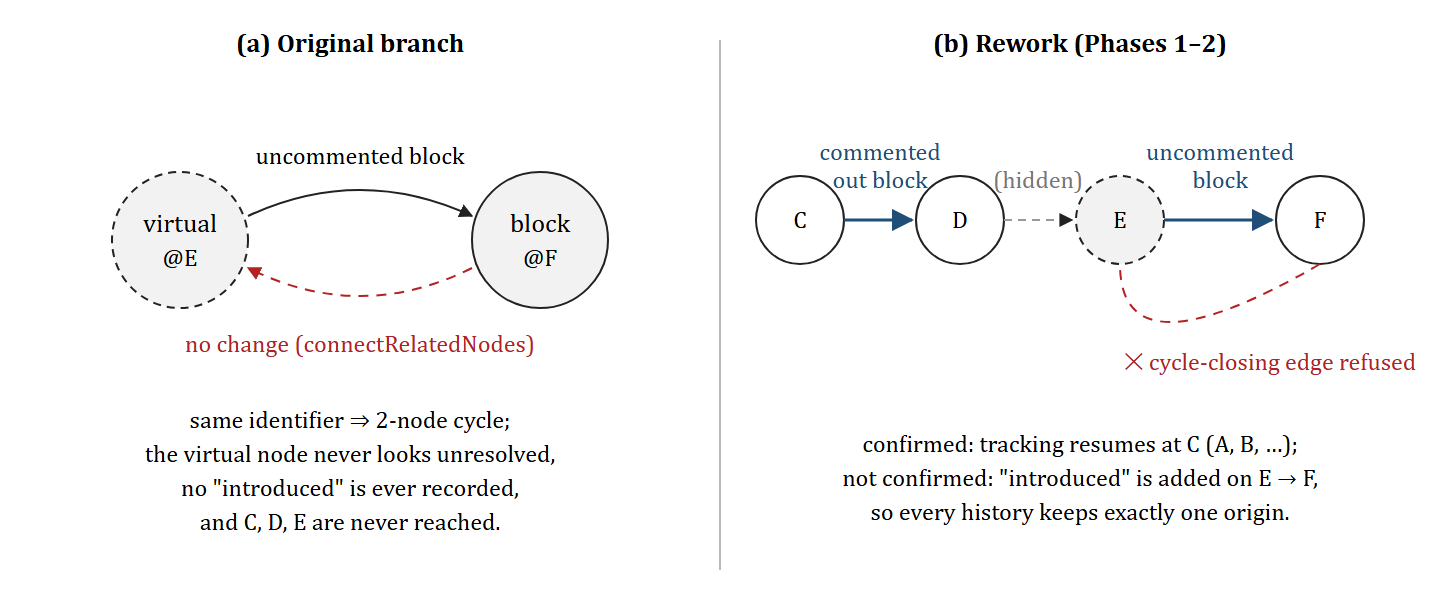 (a) Original branch
uncommented block
virtual
@E
block
@F
no change (connectRelatedNodes)
same identifier ⇒ 2-node cycle;
the virtual node never looks unresolved,
no "introduced" is ever recorded,
and C, D, E are never reached.
(b) Rework (Phases 1–2)
commented
out block
(hidden)
uncommented
block
C
D
E
F
✕ cycle-closing edge refused
confirmed: tracking resumes at C (A, B, ...);
not confirmed: "introduced" is added on E → F,
so every history keeps exactly one origin.